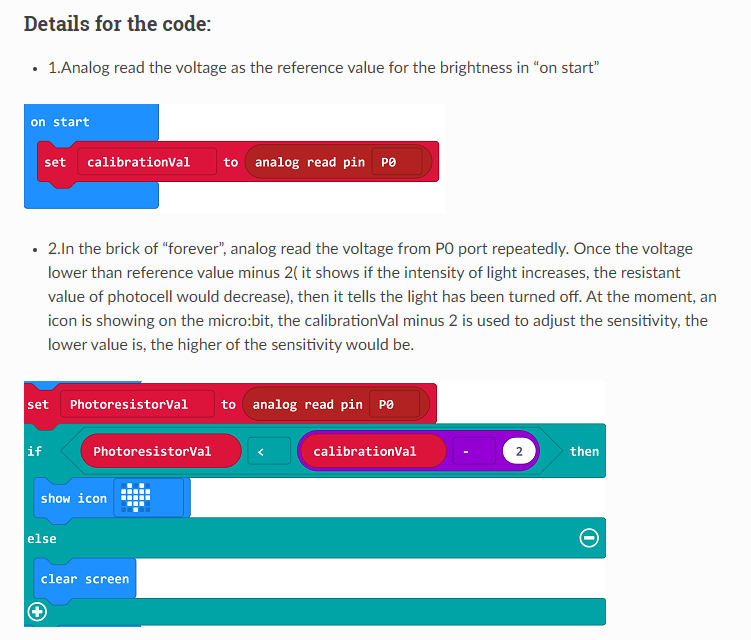 Details for the code:
1.Analog read the voltage as the reference value for the brightness in “on start”
on start
set calibrationVal to analog read pin P0
2.In the brick of “forever”, analog read the voltage from P0 port repeatedly. Once the voltage
lower than reference value minus 2( it shows if the intensity of light increases, the resistant
value of photocell would decrease), then it tells the light has been turned off. At the moment, an
icon is showing on the micro:bit, the calibrationVal minus 2 is used to adjust the sensitivity, the
lower value is, the higher of the sensitivity would be.
set PhotoresistorVal to analog read pin P0
if PhotoresistorVal < calibrationVal - 2 then
show icon
else
clear screen